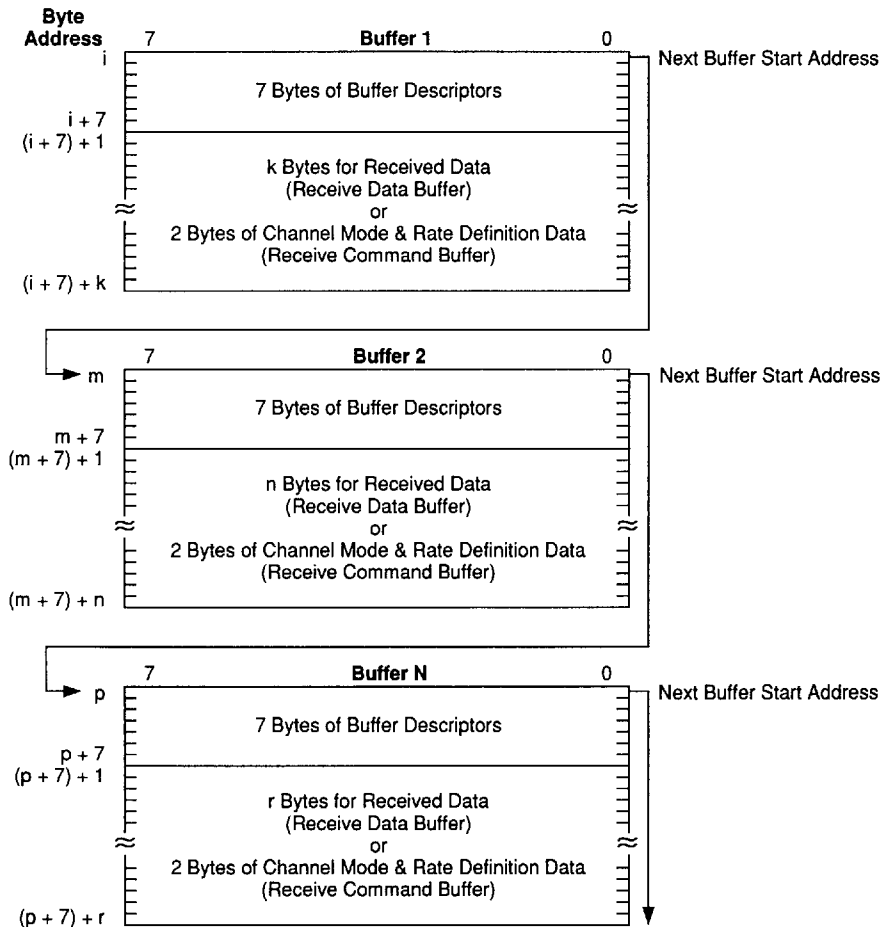 Byte
Address
7 Buffer 1 0
i
Next Buffer Start Address
7 Bytes of Buffer Descriptors
i + 7
(i + 7) + 1
k Bytes for Received Data
(Receive Data Buffer)
or
2 Bytes of Channel Mode & Rate Definition Data
(Receive Command Buffer)
(i + 7) + k
7 Buffer 2 0
m
Next Buffer Start Address
7 Bytes of Buffer Descriptors
m + 7
(m + 7) + 1
n Bytes for Received Data
(Receive Data Buffer)
or
2 Bytes of Channel Mode & Rate Definition Data
(Receive Command Buffer)
(m + 7) + n
7 Buffer N 0
p
Next Buffer Start Address
7 Bytes of Buffer Descriptors
p + 7
(p + 7) + 1
r Bytes for Received Data
(Receive Data Buffer)
or
2 Bytes of Channel Mode & Rate Definition Data
(Receive Command Buffer)
(p + 7) + r